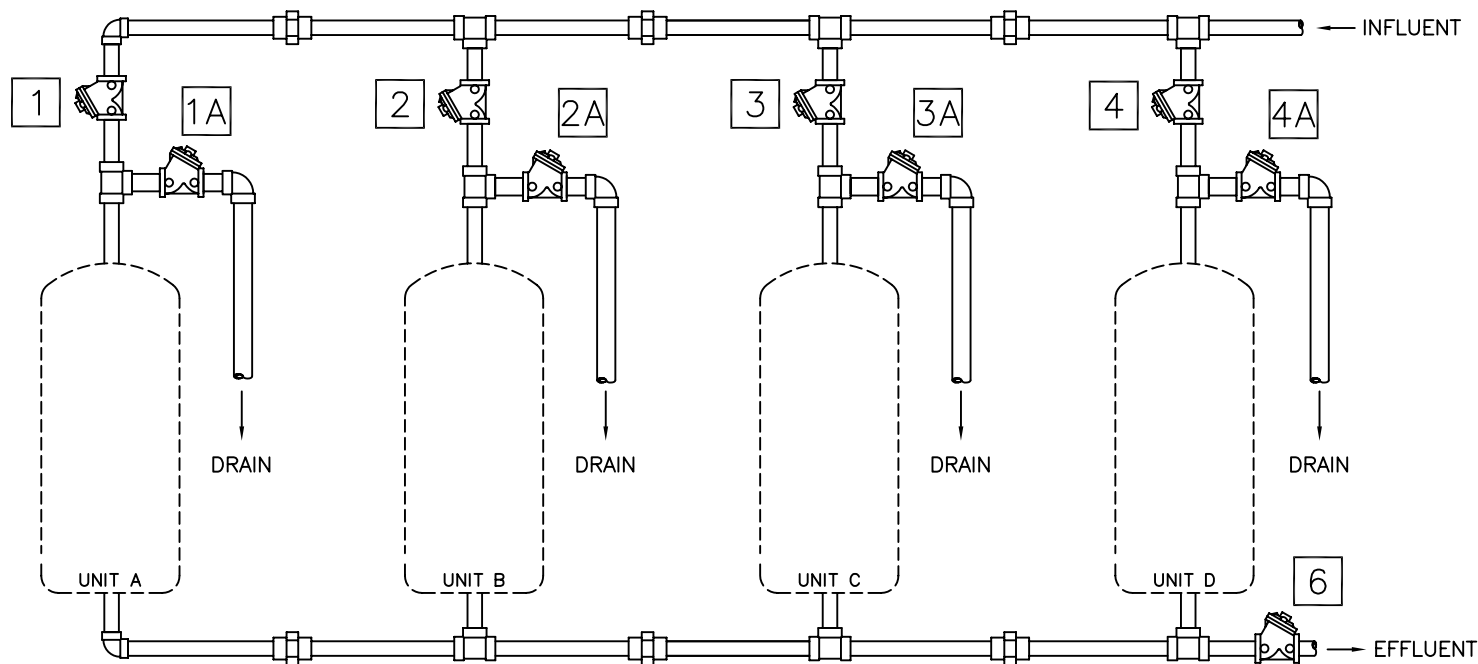 INFLUENT
1
1A
2
2A
3
3A
4
4A
DRAIN
DRAIN
DRAIN
DRAIN
UNIT A
UNIT B
UNIT C
UNIT D
6
EFFLUENT